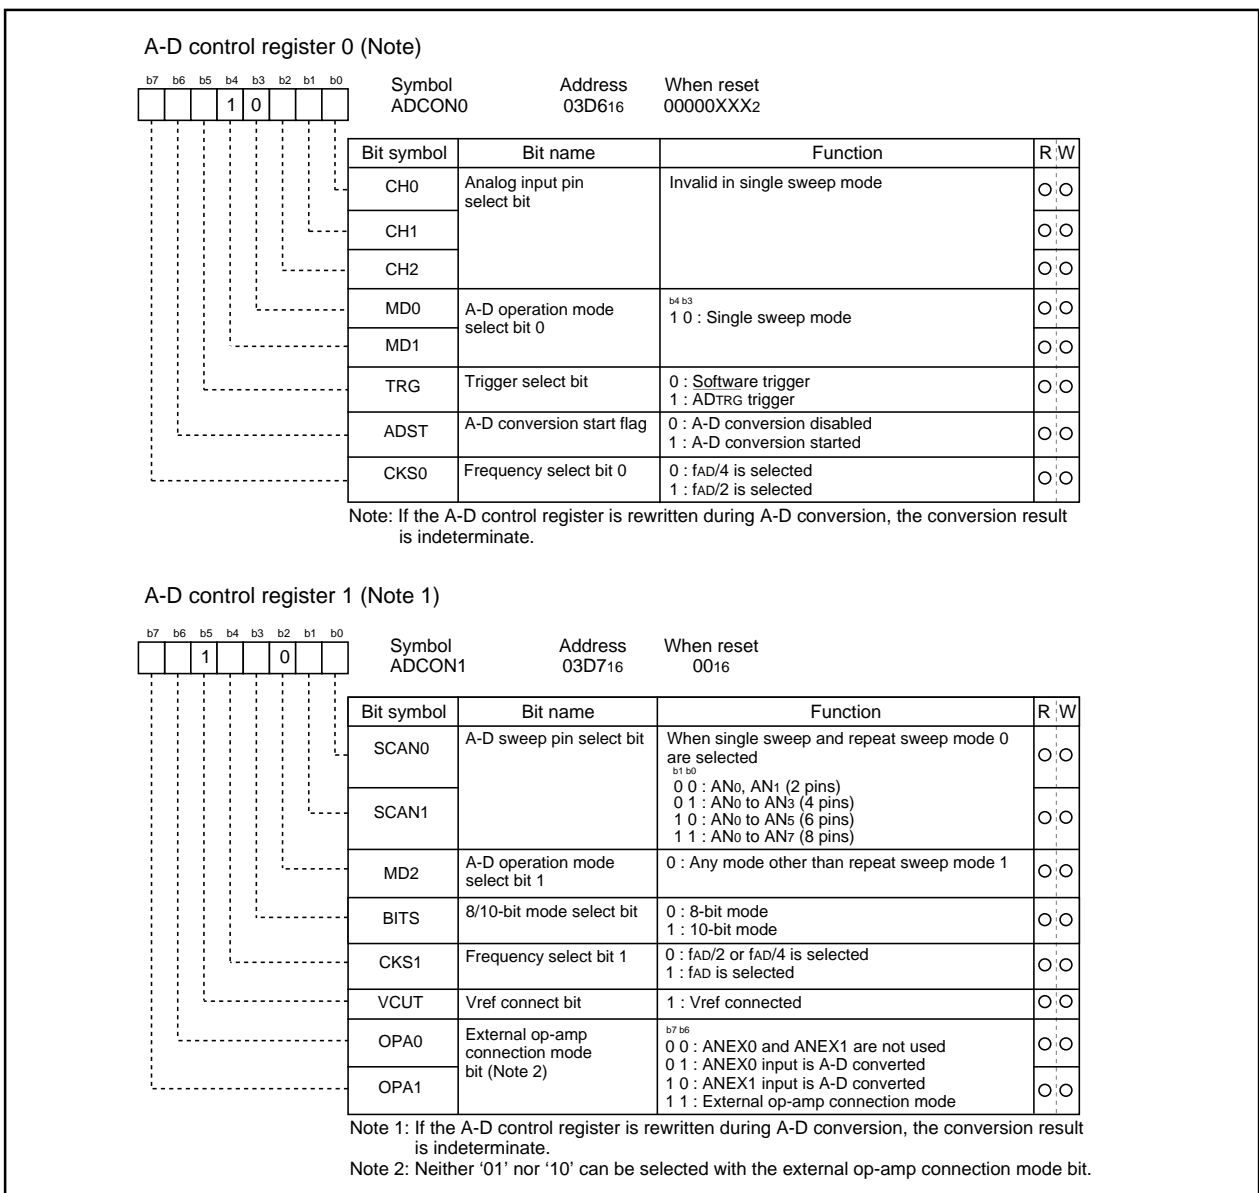 A-D control register 0 (Note)
b7 b6 b5 b4 b3 b2 b1 b0
1 0
Symbol Address When reset
ADCON0 03D616 00000XXX2
Bit symbol Bit name Function R W
CH0 Analog input pin select bit Invalid in single sweep mode
CH1
CH2
MD0 A-D operation mode select bit 0
b4 b3
1 0 : Single sweep mode
MD1
TRG Trigger select bit 0 : Software trigger
1 : ADTRG trigger
ADST A-D conversion start flag 0 : A-D conversion disabled
1 : A-D conversion started
CKS0 Frequency select bit 0 0 : fAD/4 is selected
1 : fAD/2 is selected
Note: If the A-D control register is rewritten during A-D conversion, the conversion result
is indeterminate.
A-D control register 1 (Note 1)
b7 b6 b5 b4 b3 b2 b1 b0
1 0
Symbol Address When reset
ADCON1 03D716 0016
Bit symbol Bit name Function R W
SCAN0 A-D sweep pin select bit When single sweep and repeat sweep mode 0
are selected
b1 b0
0 0 : AN0, AN1 (2 pins)
0 1 : AN0 to AN3 (4 pins)
SCAN1 1 0 : AN0 to AN5 (6 pins)
1 1 : AN0 to AN7 (8 pins)
MD2 A-D operation mode select bit 1 0 : Any mode other than repeat sweep mode 1
BITS 8/10-bit mode select bit 0 : 8-bit mode
1 : 10-bit mode
CKS1 Frequency select bit 1 0 : fAD/2 or fAD/4 is selected
1 : fAD is selected
VCUT Vref connect bit 1 : Vref connected
OPA0 External op-amp connection mode bit (Note 2)
b7 b6
0 0 : ANEX0 and ANEX1 are not used
0 1 : ANEX0 input is A-D converted
OPA1 1 0 : ANEX1 input is A-D converted
1 1 : External op-amp connection mode
Note 1: If the A-D control register is rewritten during A-D conversion, the conversion result
is indeterminate.
Note 2: Neither ‘01’ nor ‘10’ can be selected with the external op-amp connection mode bit.